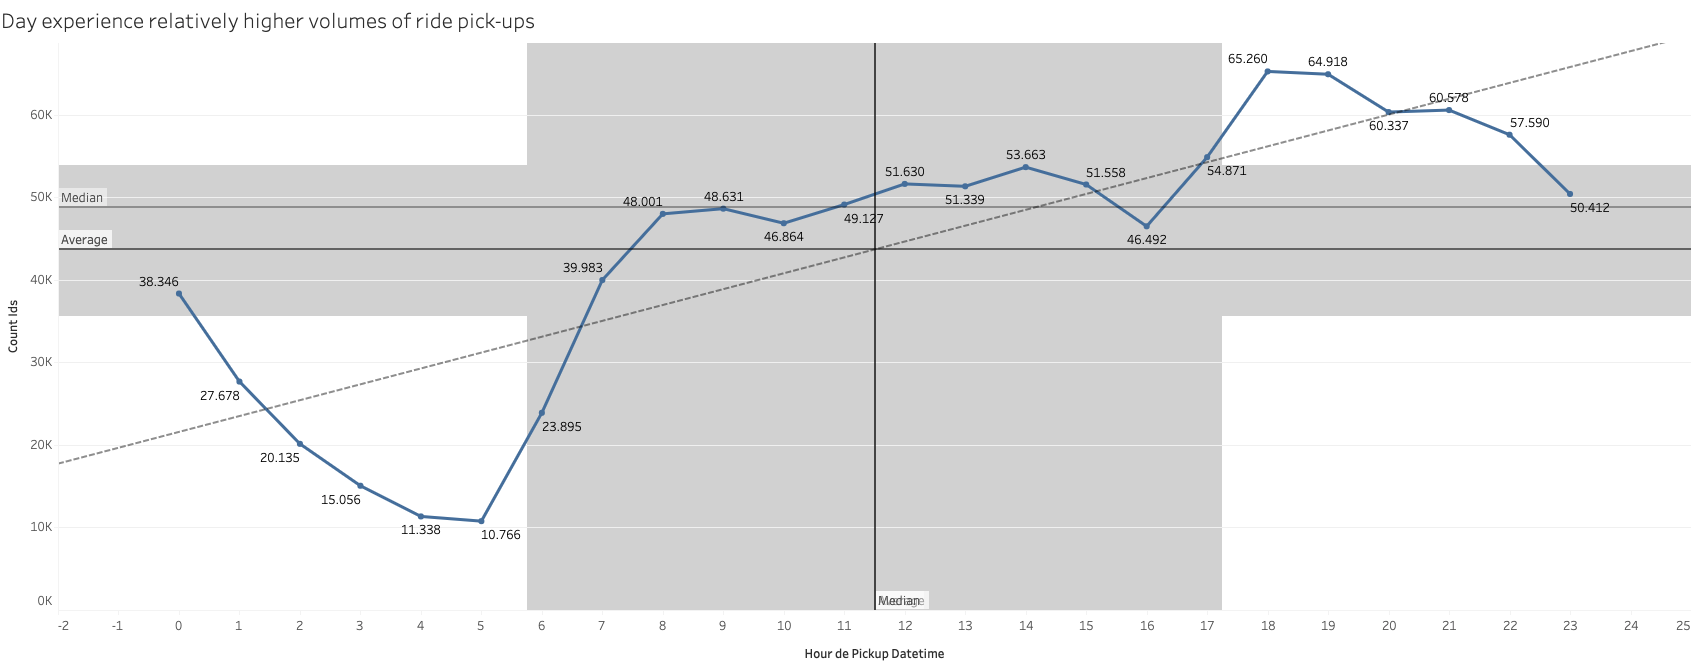 Day experience relatively higher volumes of ride pick-ups
65.260
64.918
60.578
60K
57.590
60.337
53.663
51.630
51.558
54.871
Median
50K
48.001
48.631
51.339
50.412
49.127
46.864
46.492
Average
38.346
39.983
40K
Count Ids
30K
27.678
23.895
20K
20.135
15.056
11.338
10.766
10K
0K
Median
Average
-2 -1 0 1 2 3 4 5 6 7 8 9 10 11 12 13 14 15 16 17 18 19 20 21 22 23 24 25
Hour de Pickup Datetime